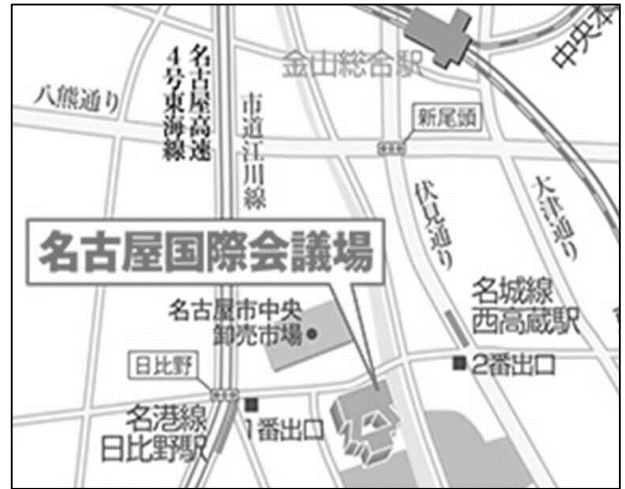 中央本
金山総合駅
名古屋高速
4号東海線
八熊通り
市道江川線
新尾頭
伏見通り
大津通り
名古屋国際会議場
名古屋市中央
卸売市場
名城線
西高蔵駅
2番出口
日比野
1番出口
名港線
日比野駅